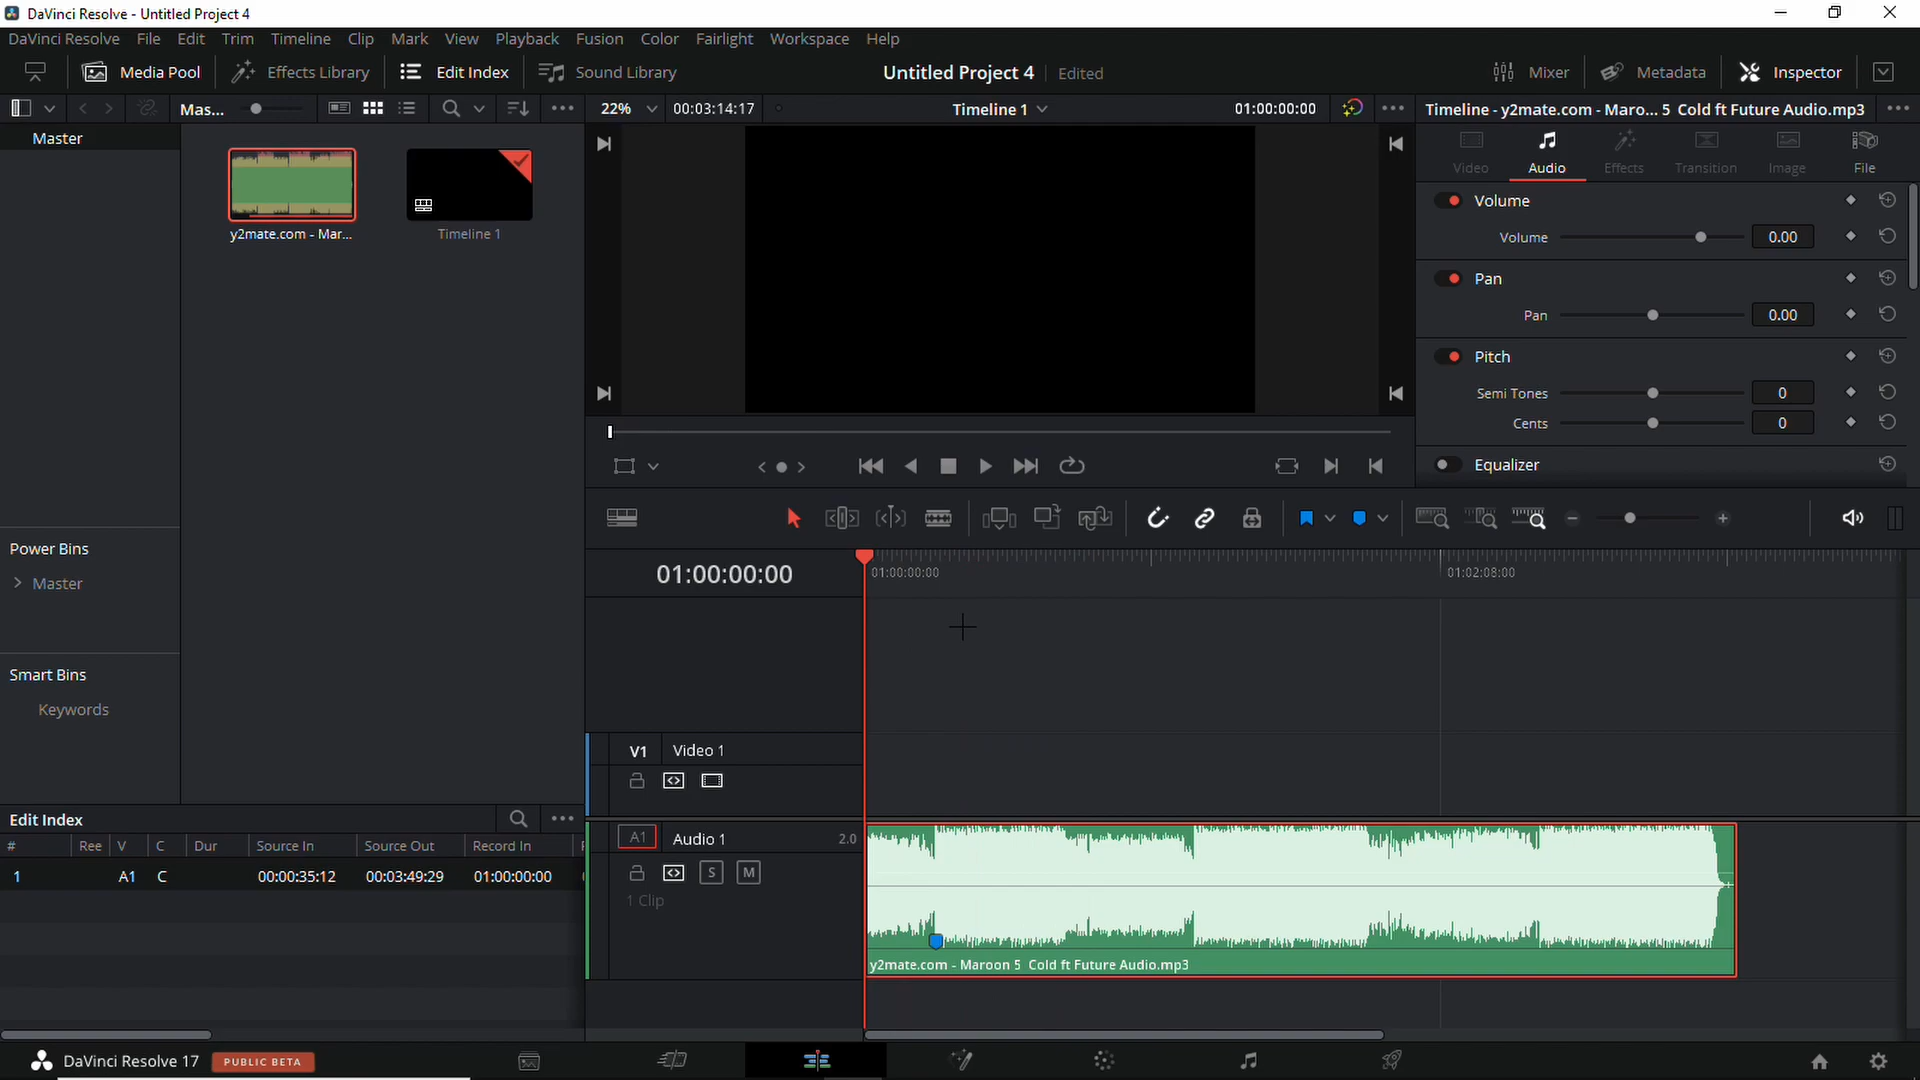 DaVinci Resolve - Untitled Project 4
DaVinci Resolve File Edit Trim Timeline Clip Mark View Playback Fusion Color Fairlight Workspace Help
Media Pool Effects Library Edit Index Sound Library Untitled Project 4 Edited Mixer Metadata Inspector
Mas... 22% 00:03:14:17 Timeline 1 01:00:00:00 Timeline - y2mate.com - Maro... 5 Cold ft Future Audio.mp3
Master
Video Audio Effects Transition Image File
Volume
Volume 0.00
y2mate.com - Mar... Timeline 1
Pan
Pan 0.00
Pitch
Semi Tones 0
Cents 0
Equalizer
Power Bins
Master
01:00:00:00 01:00:00:00 01:02:08:00
Smart Bins
Keywords
V1 Video 1
Edit Index
A1 Audio 1 2.0
# Ree V C Dur Source In Source Out Record In
1 A1 C 00:00:35:12 00:03:49:29 01:00:00:00
S M
1 Clip
y2mate.com - Maroon 5 Cold ft Future Audio.mp3
DaVinci Resolve 17 PUBLIC BETA